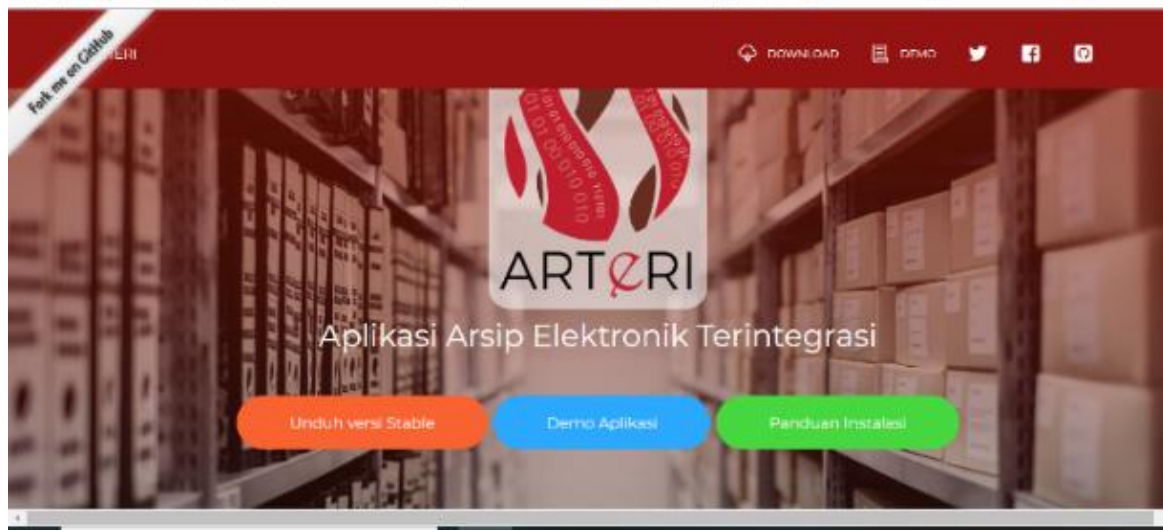 Fork me on GitHub
DOWNLOAD DEMO
ARTERI
Aplikasi Arsip Elektronik Terintegrasi
Unduh versi Stable Demo Aplikasi Panduan Instalasi